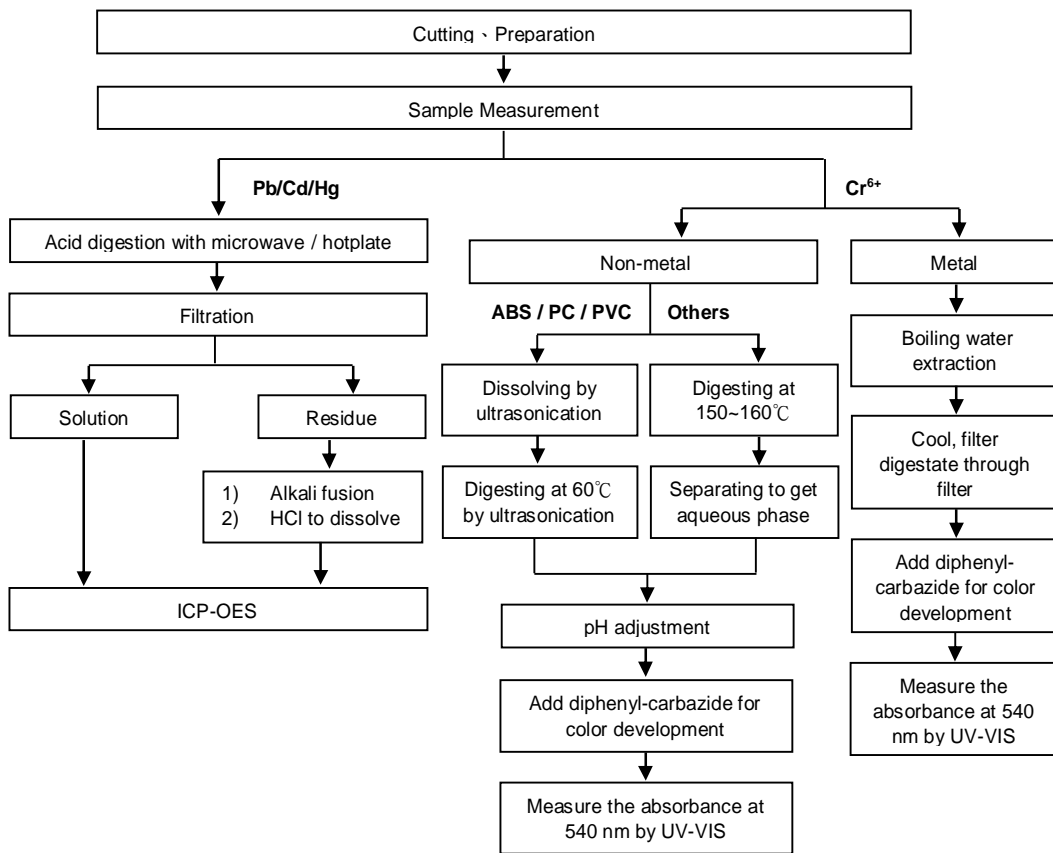 Cutting、Preparation
Sample Measurement
Pb/Cd/Hg
Cr⁶⁺
Acid digestion with microwave / hotplate
Filtration
Solution
Residue
1) Alkali fusion
2) HCl to dissolve
ICP-OES
Non-metal
ABS / PC / PVC
Others
Dissolving by
ultrasonication
Digesting at 60℃
by ultrasonication
Digesting at
150~160℃
Separating to get
aqueous phase
pH adjustment
Add diphenyl-carbazide for
color development
Measure the absorbance at
540 nm by UV-VIS
Metal
Boiling water
extraction
Cool, filter
digestate through
filter
Add diphenyl-
carbazide for color
development
Measure the
absorbance at 540
nm by UV-VIS